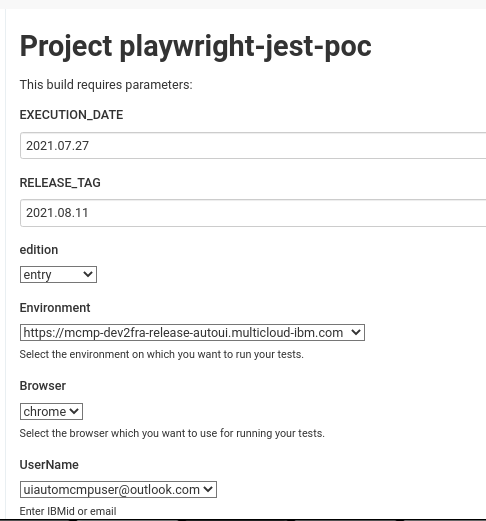 Project playwright-jest-poc
This build requires parameters:
EXECUTION_DATE
2021.07.27
RELEASE_TAG
2021.08.11
edition
entry
Environment
https://mcmp-dev2fra-release-autoui.multicloud-ibm.com
Select the environment on which you want to run your tests.
Browser
chrome
Select the browser which you want to use for running your tests.
UserName
uiautomcmpuser@outlook.com
Enter IBMid or email